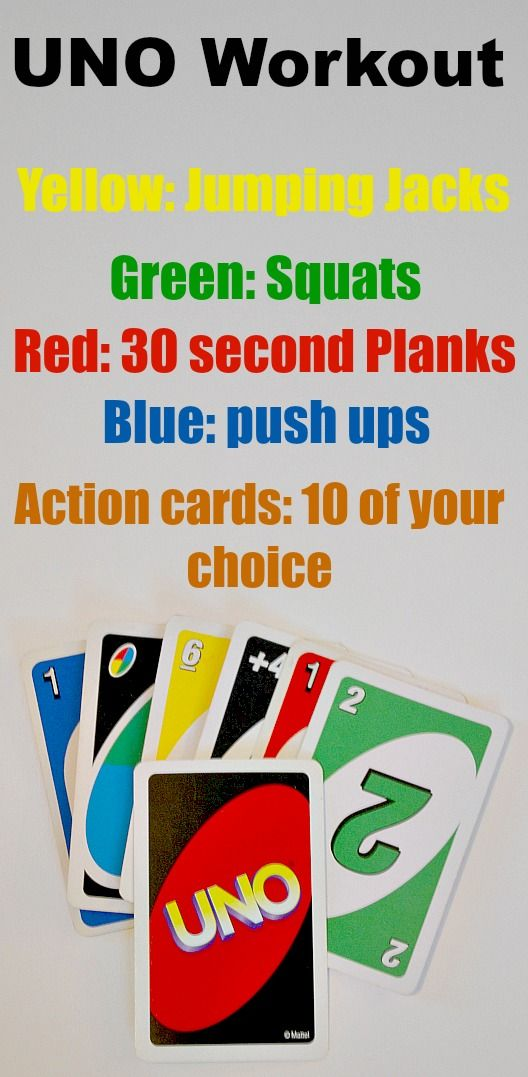 UNO Workout
Yellow: Jumping Jacks
Green: Squats
Red: 30 second Planks
Blue: push ups
Action cards: 10 of your
choice
1
6
+4
1
2
2
2
UNO
© Mattel